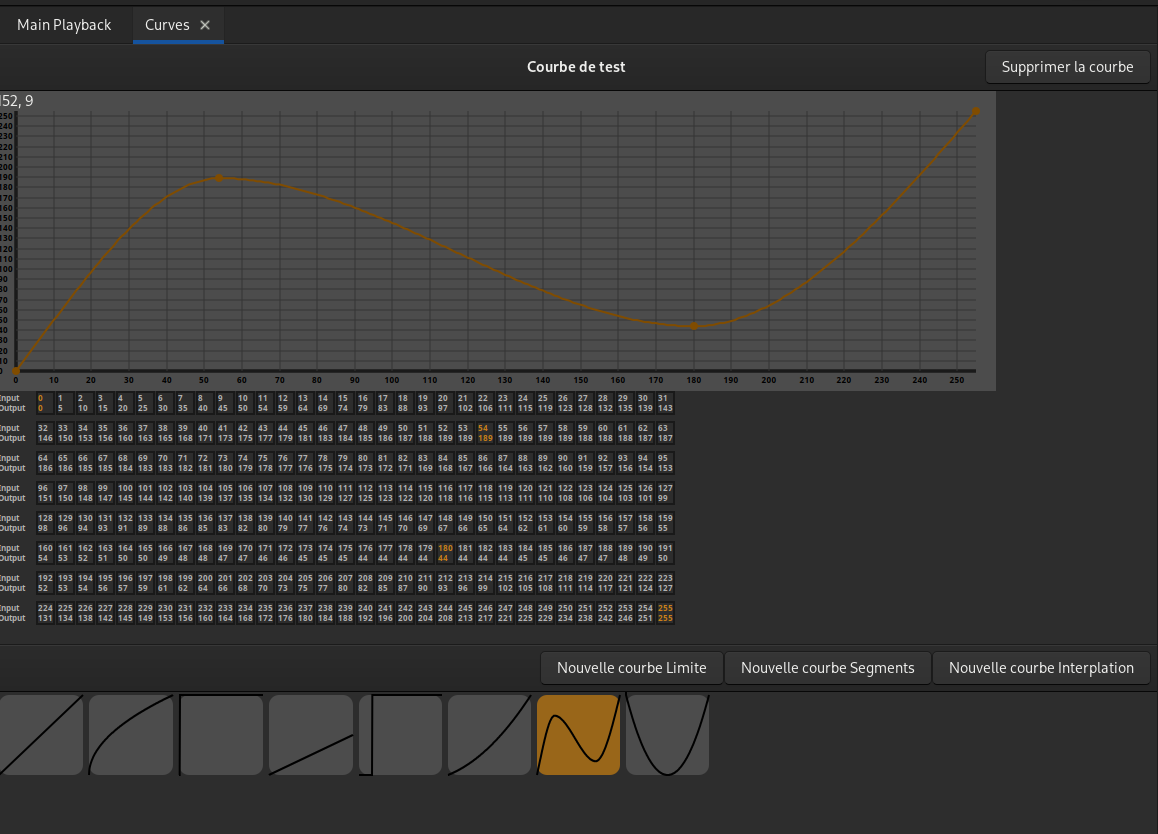 Main Playback
Curves ×
Courbe de test
Supprimer la courbe
152, 9
250
240
230
220
210
200
190
180
170
160
150
140
130
120
110
100
90
80
70
60
50
40
30
20
10
0
0 10 20 30 40 50 60 70 80 90 100 110 120 130 140 150 160 170 180 190 200 210 220 230 240 250
Input 0 1 2 3 4 5 6 7 8 9 10 11 12 13 14 15 16 17 18 19 20 21 22 23 24 25 26 27 28 29 30 31
Output 0 5 10 15 20 25 30 35 40 45 50 54 59 64 69 74 79 83 88 93 97 102 106 111 115 119 123 128 132 135 139 143
Input 32 33 34 35 36 37 38 39 40 41 42 43 44 45 46 47 48 49 50 51 52 53 54 55 56 57 58 59 60 61 62 63
Output 146 150 153 156 160 163 165 168 171 173 175 177 179 181 183 184 185 186 187 188 189 189 189 189 189 189 189 188 188 188 187 187
Input 64 65 66 67 68 69 70 71 72 73 74 75 76 77 78 79 80 81 82 83 84 85 86 87 88 89 90 91 92 93 94 95
Output 186 186 185 185 184 183 183 182 181 180 179 178 177 176 175 174 173 172 171 169 168 167 166 164 163 162 160 159 157 156 154 153
Input 96 97 98 99 100 101 102 103 104 105 106 107 108 109 110 111 112 113 114 115 116 117 118 119 120 121 122 123 124 125 126 127
Output 151 150 148 147 145 144 142 140 139 137 135 134 132 130 129 127 125 123 122 120 118 116 115 113 111 110 108 106 104 103 101 99
Input 128 129 130 131 132 133 134 135 136 137 138 139 140 141 142 143 144 145 146 147 148 149 150 151 152 153 154 155 156 157 158 159
Output 98 96 94 93 91 89 88 86 85 83 82 80 79 77 76 74 73 71 70 69 67 66 65 64 62 61 60 59 58 57 56 55
Input 160 161 162 163 164 165 166 167 168 169 170 171 172 173 174 175 176 177 178 179 180 181 182 183 184 185 186 187 188 189 190 191
Output 54 53 52 51 50 50 49 48 48 47 47 46 46 45 45 45 44 44 44 44 44 44 44 44 45 45 46 47 47 48 49 50
Input 192 193 194 195 196 197 198 199 200 201 202 203 204 205 206 207 208 209 210 211 212 213 214 215 216 217 218 219 220 221 222 223
Output 52 53 54 56 57 59 61 62 64 66 68 70 73 75 77 80 82 85 87 90 93 96 99 102 105 108 111 114 117 121 124 127
Input 224 225 226 227 228 229 230 231 232 233 234 235 236 237 238 239 240 241 242 243 244 245 246 247 248 249 250 251 252 253 254 255
Output 131 134 138 142 145 149 153 156 160 164 168 172 176 180 184 188 192 196 200 204 208 213 217 221 225 229 234 238 242 246 251 255
Nouvelle courbe Limite
Nouvelle courbe Segments
Nouvelle courbe Interplation